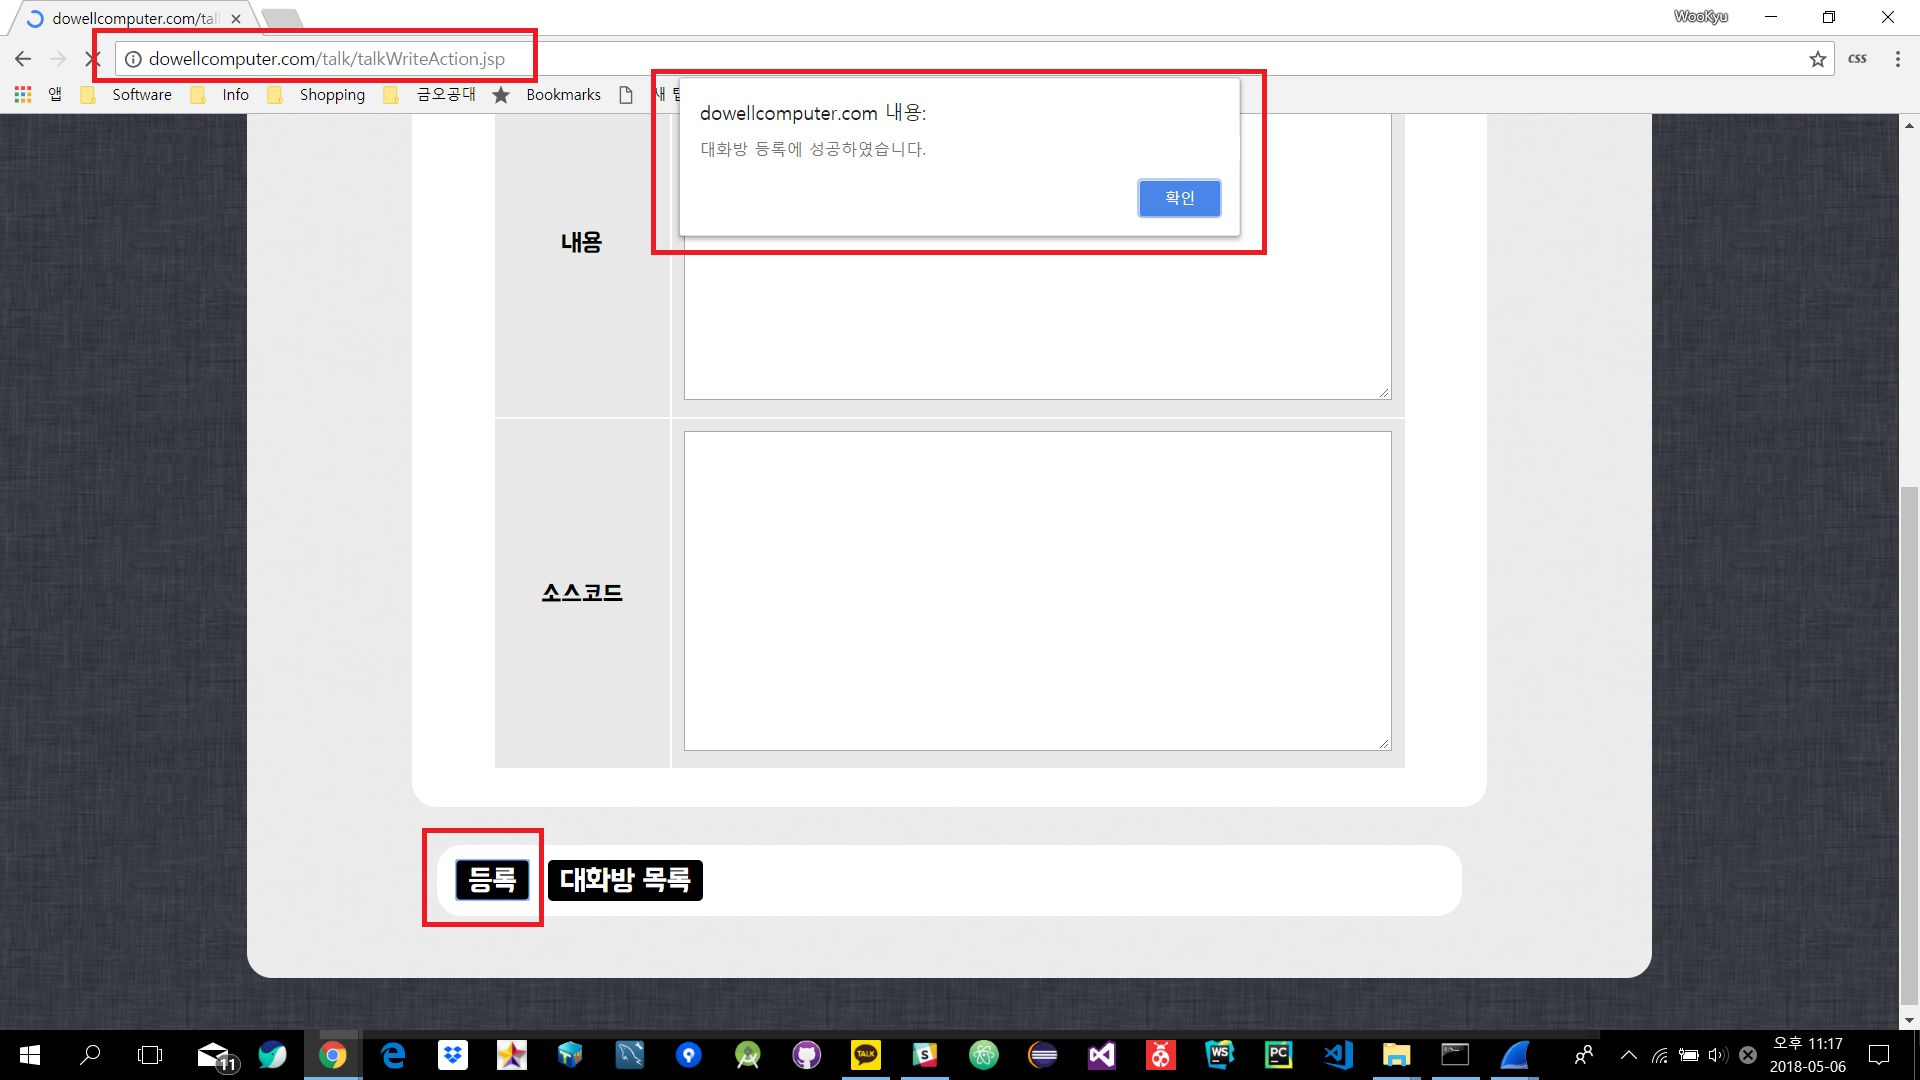 dowellcomputer.com/tal
WooKyu
dowellcomputer.com/talk/talkWriteAction.jsp
css
앱
Software
Info
Shopping
금오공대
Bookmarks
새
dowellcomputer.com 내용:
대화방 등록에 성공하였습니다.
확인
내용
소스코드
등록
대화방 목록
11
TALK
S
WS
PC
오후 11:17
2018-05-06